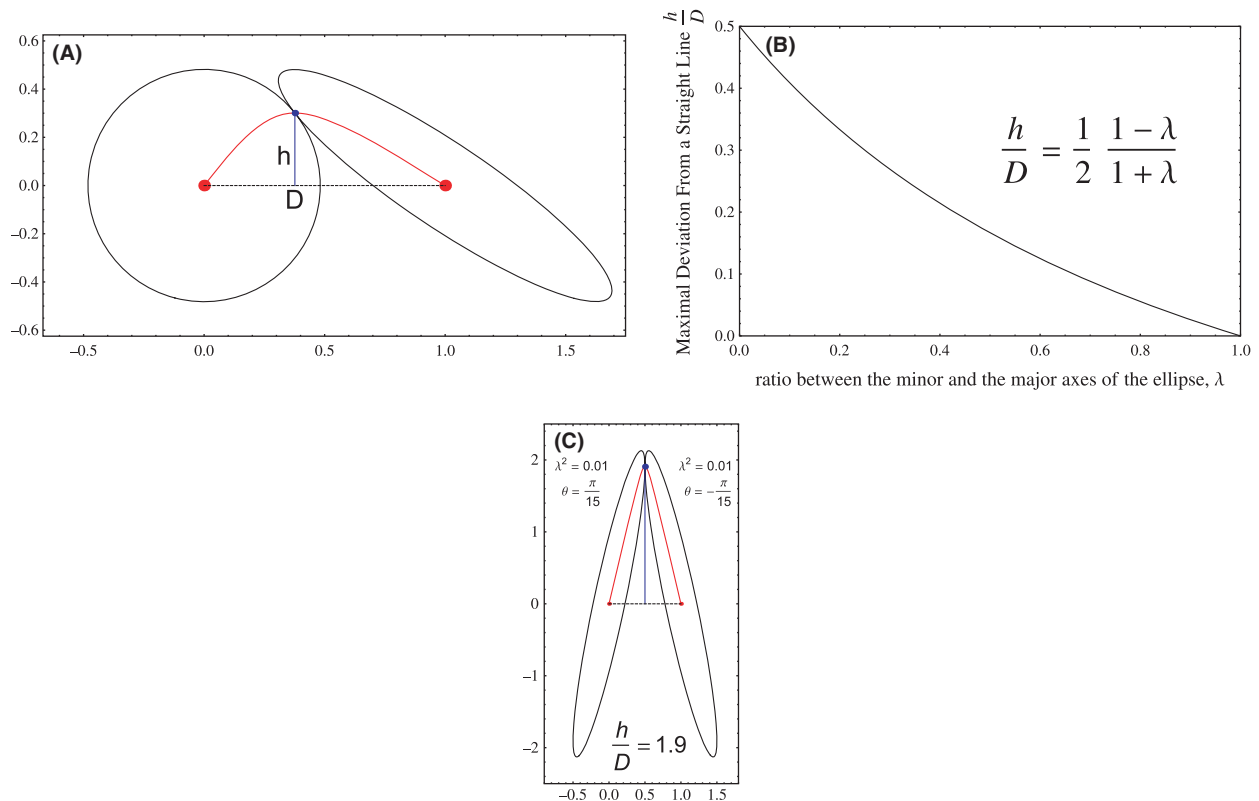 (A)
0.6
0.4
0.2
0.0
−0.2
−0.4
−0.6
h
D
−0.5 0.0 0.5 1.0 1.5
(B)
Maximal Deviation From a Straight Line h/D
0.5
0.4
0.3
0.2
0.1
0.0
h/D = 1/2 1 − λ/1 + λ
0.0 0.2 0.4 0.6 0.8 1.0
ratio between the minor and the major axes of the ellipse, λ
(C)
2
1
0
−1
−2
λ² = 0.01 λ² = 0.01
θ = π/15 θ = −π/15
h/D = 1.9
−0.5 0.0 0.5 1.0 1.5